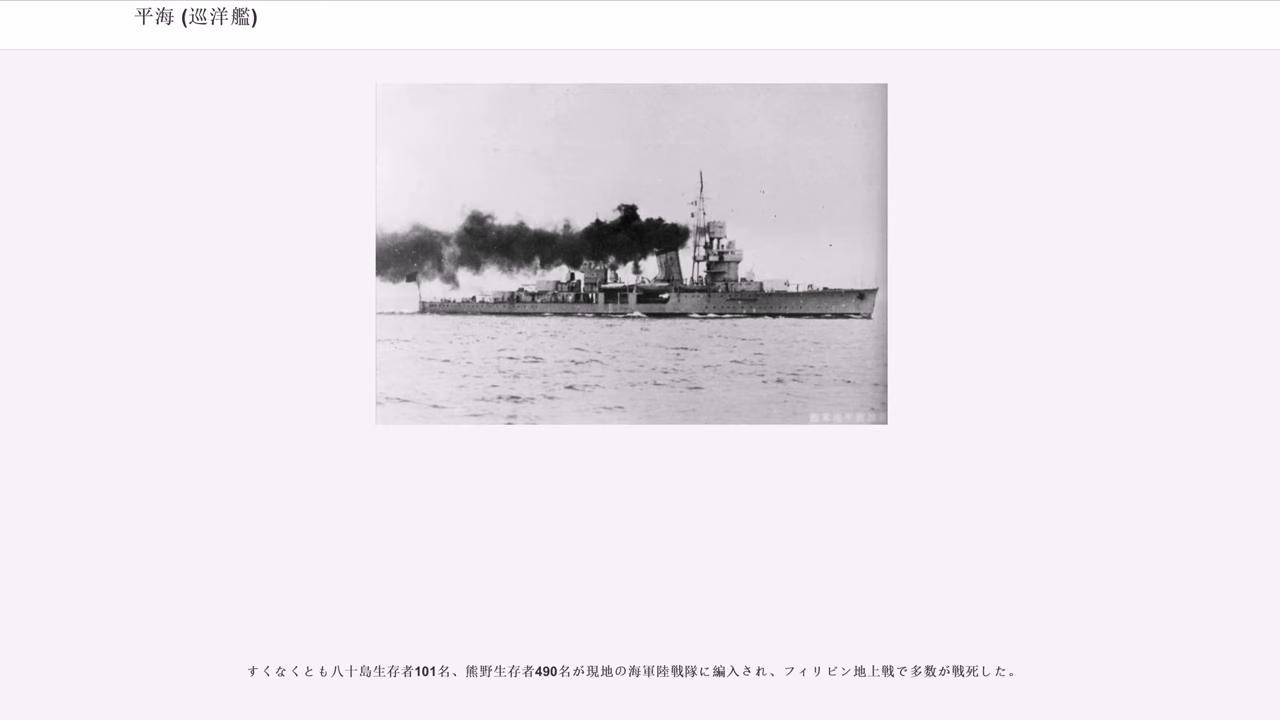 平海 (巡洋艦)
すくなくとも八十島生存者101名、熊野生存者490名が現地の海軍陸戦隊に編入され、フィリピン地上戦で多数が戦死した。